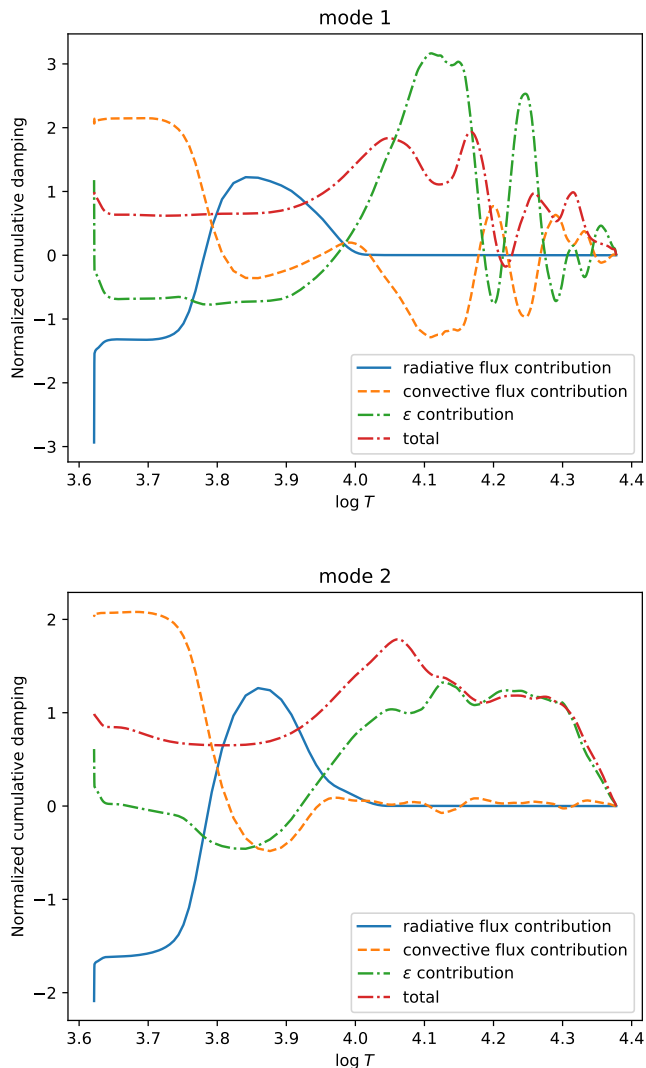 mode 1
Normalized cumulative damping
3
2
1
0
−1
−2
−3
radiative flux contribution
convective flux contribution
ε contribution
total
3.6 3.7 3.8 3.9 4.0 4.1 4.2 4.3 4.4
log T
mode 2
Normalized cumulative damping
2
1
0
−1
−2
radiative flux contribution
convective flux contribution
ε contribution
total
3.6 3.7 3.8 3.9 4.0 4.1 4.2 4.3 4.4
log T